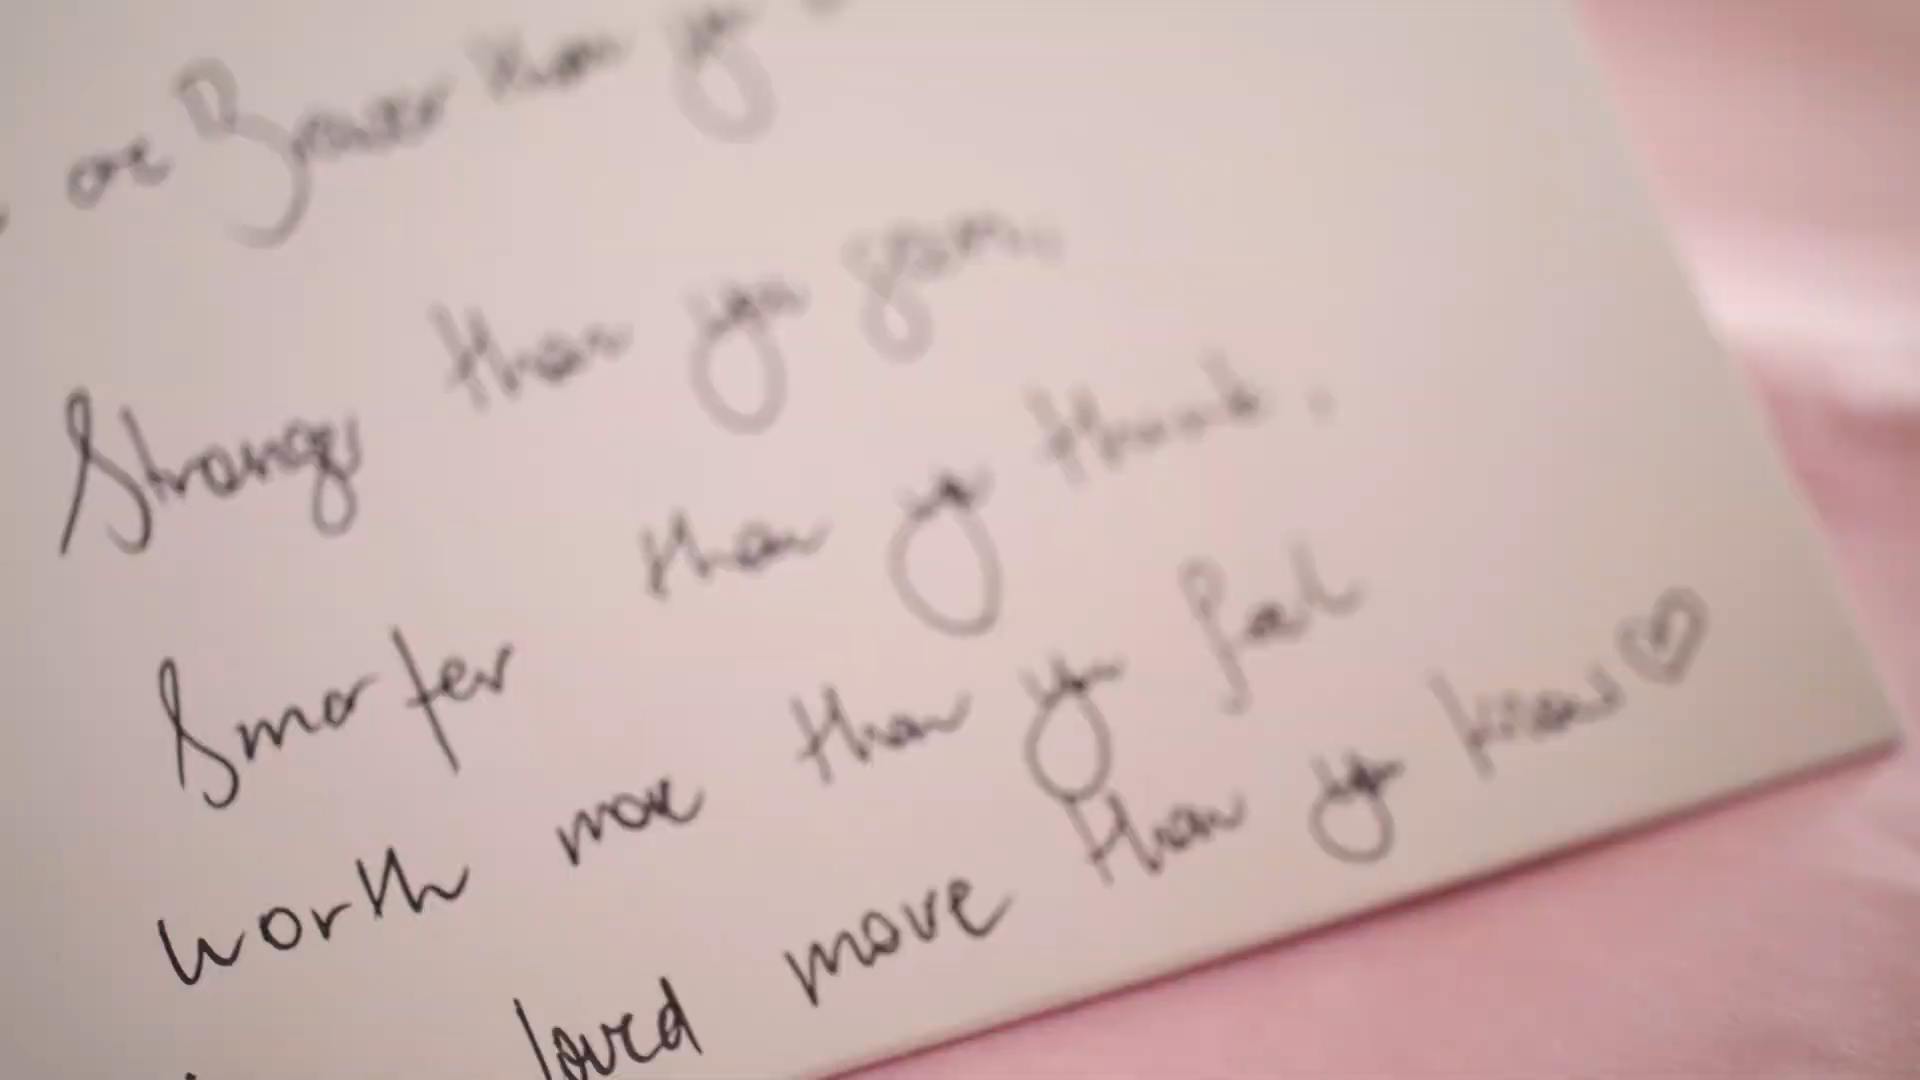 are Braver than
Stronger than you seem,
Smarter than you think,
worth more than you feel
loved more than you know ♡